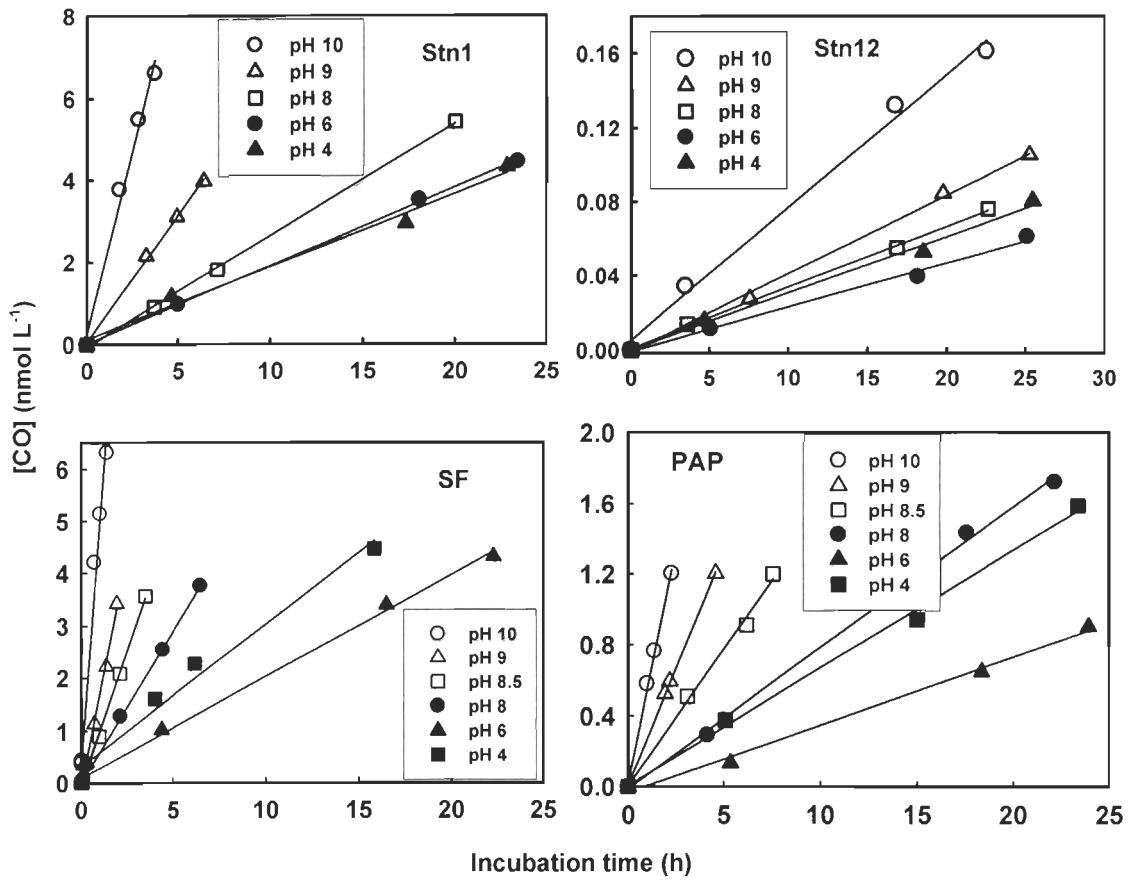 [CO] (nmol L⁻¹)
Stn1
pH 10
pH 9
pH 8
pH 6
pH 4
8
6
4
2
0
0 5 10 15 20 25
Stn12
pH 10
pH 9
pH 8
pH 6
pH 4
0.16
0.12
0.08
0.04
0.00
0 5 10 15 20 25 30
SF
pH 10
pH 9
pH 8.5
pH 8
pH 6
pH 4
6
5
4
3
2
1
0
0 5 10 15 20 25
PAP
pH 10
pH 9
pH 8.5
pH 8
pH 6
pH 4
2.0
1.6
1.2
0.8
0.4
0.0
0 5 10 15 20 25
Incubation time (h)